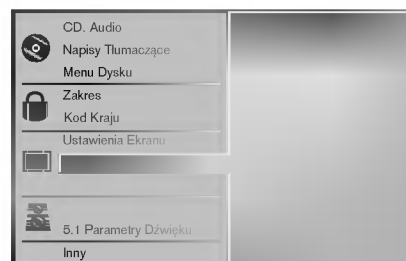 CD. Audio
Napisy Tłumaczące
Menu Dysku
Zakres
Kod Kraju
Ustawienia Ekranu
5.1 Parametry Dźwięku
Inny